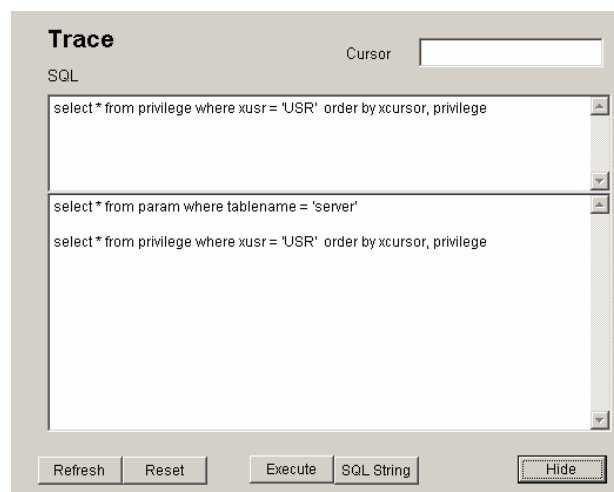 Trace
Cursor
SQL
select * from privilege where xusr = 'USR'  order by xcursor, privilege
select * from param where tablename = 'server'
select * from privilege where xusr = 'USR'  order by xcursor, privilege
Refresh Reset Execute SQL String Hide